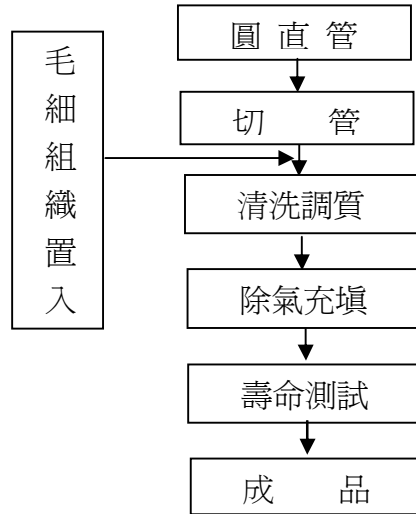 圓直管
切管
毛細組織置入
清洗調質
除氣充填
壽命測試
成品